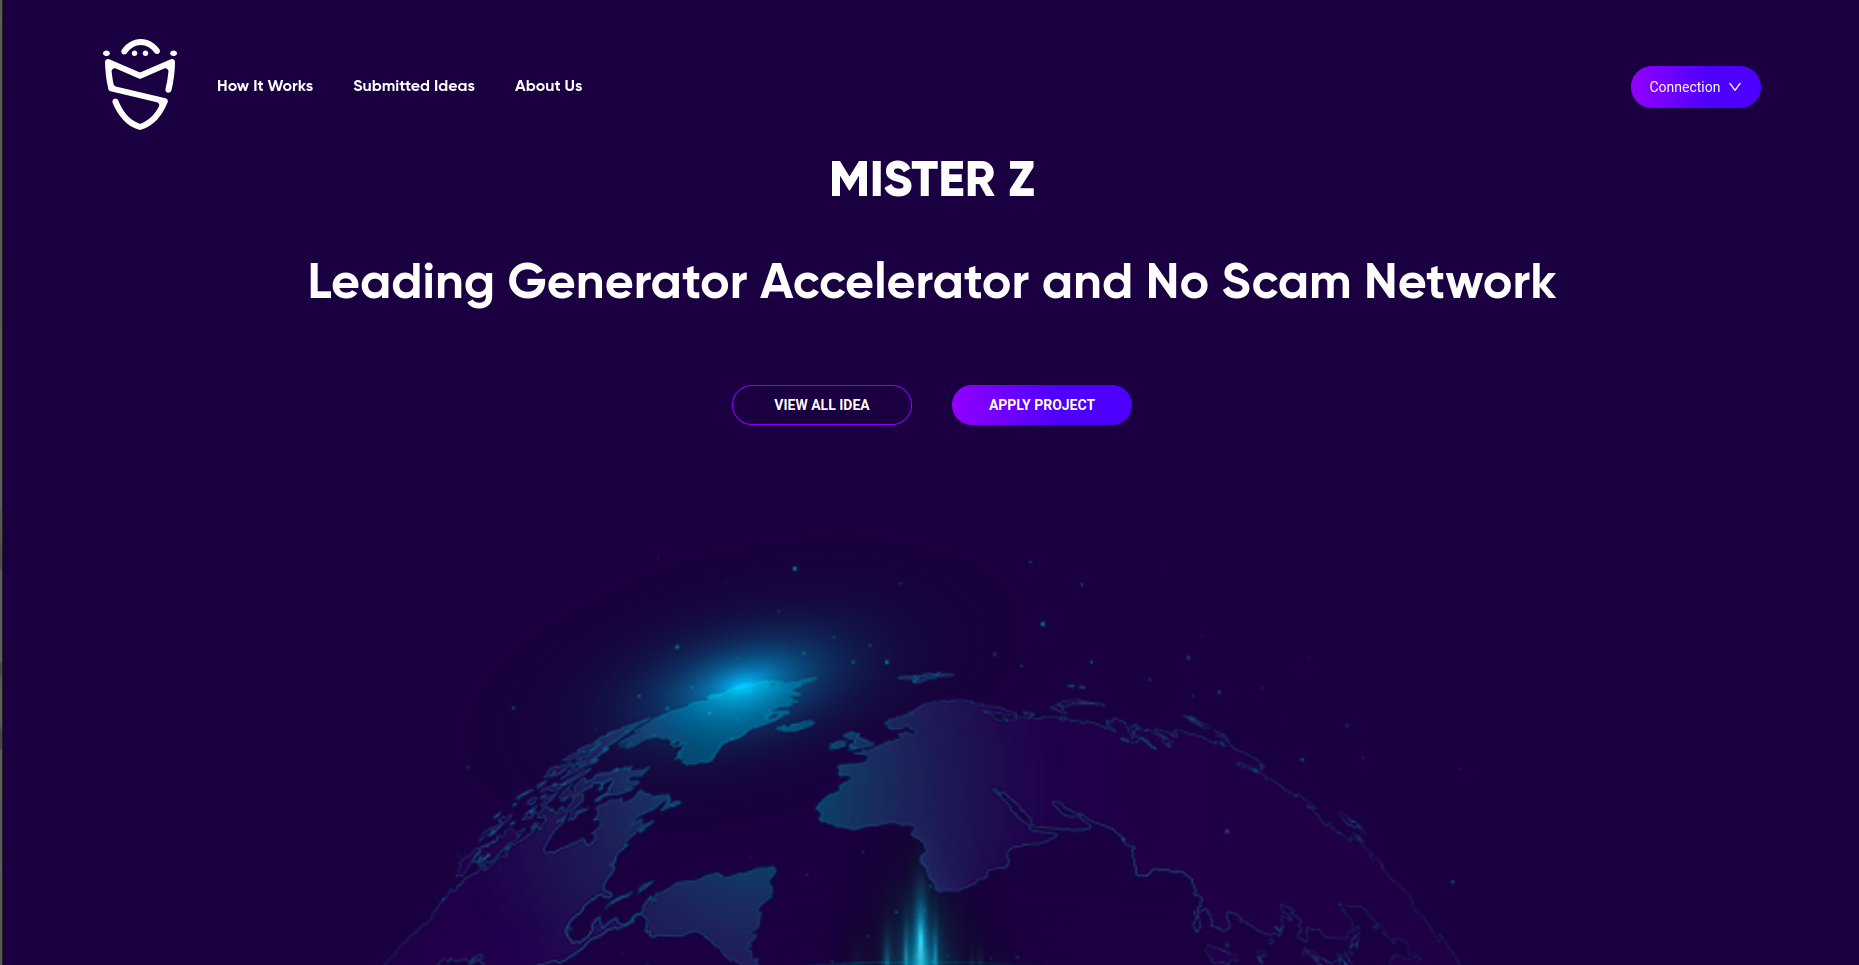 How It Works
Submitted Ideas
About Us
Connection
MISTER Z
Leading Generator Accelerator and No Scam Network
VIEW ALL IDEA
APPLY PROJECT